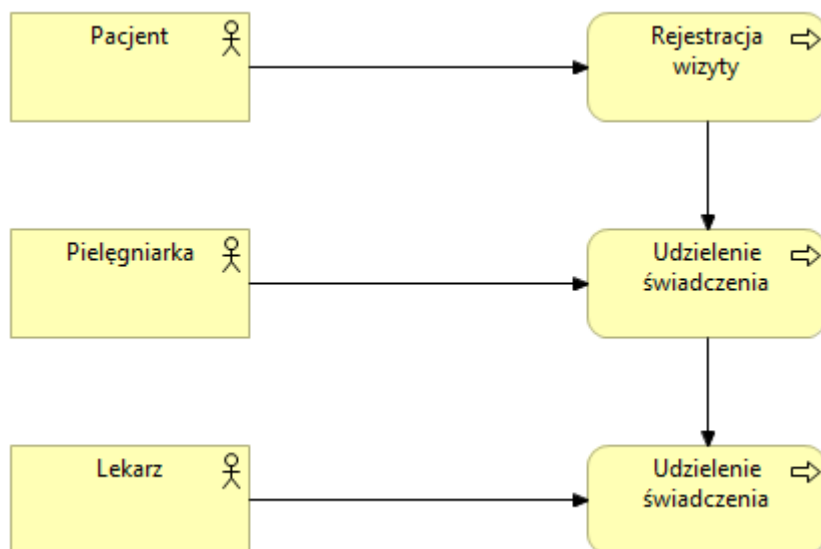 Pacjent
Rejestracja
wizyty
Pielęgniarka
Udzielenie
świadczenia
Lekarz
Udzielenie
świadczenia